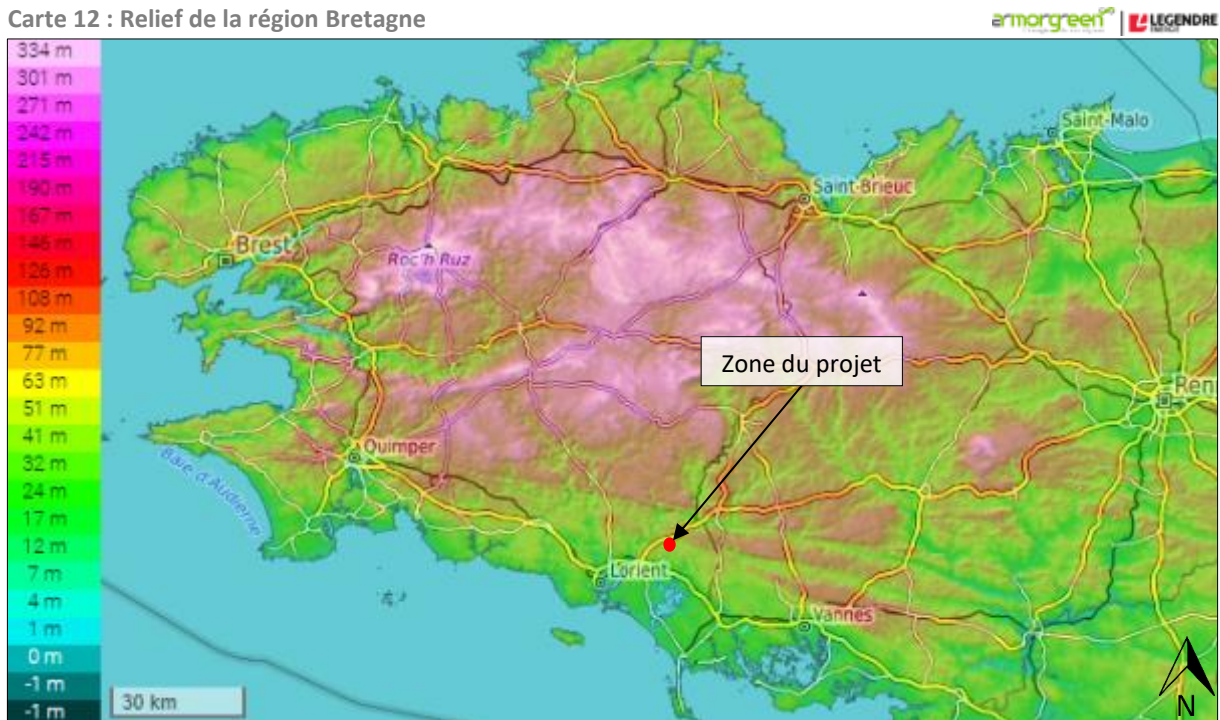 Carte 12 : Relief de la région Bretagne
armorgreen
LEGENDRE
334 m
301 m
271 m
242 m
215 m
190 m
167 m
146 m
126 m
108 m
92 m
77 m
63 m
51 m
41 m
32 m
24 m
17 m
12 m
7 m
4 m
1 m
0 m
-1 m
-1 m
Saint-Malo
Saint-Brieuc
Brest
Roc'h Ruz
Zone du projet
Ren
Quimper
Baie d'Audierne
Lorient
Vannes
30 km
N